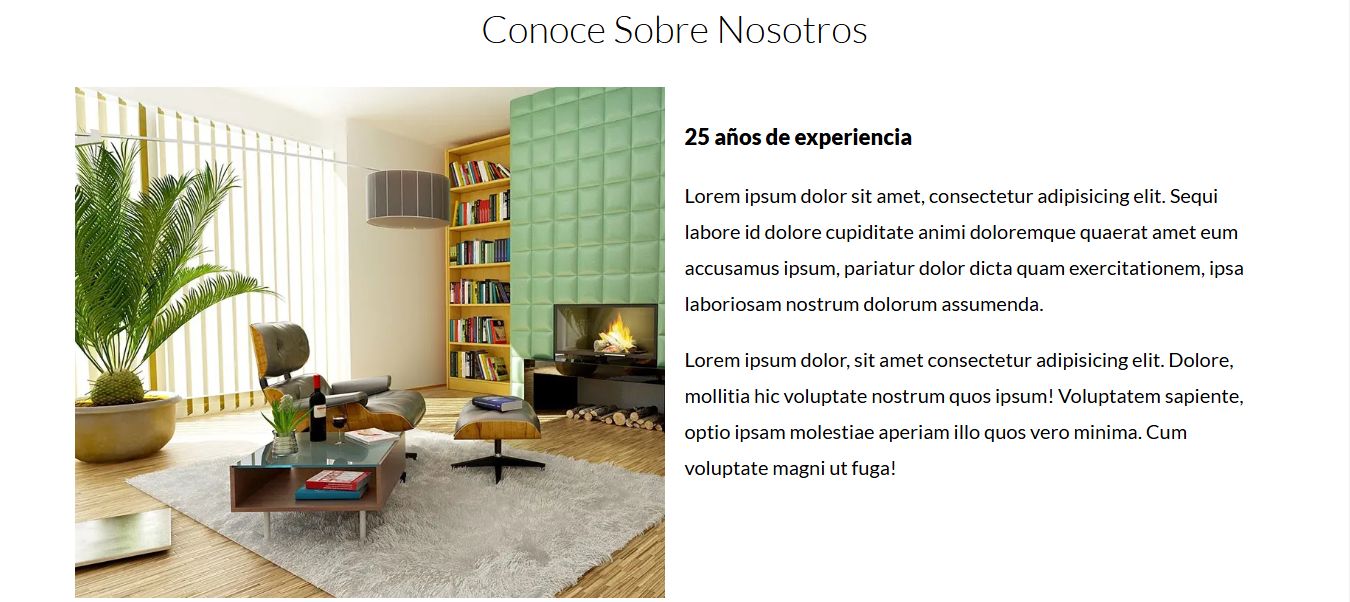 Conoce Sobre Nosotros
25 años de experiencia
Lorem ipsum dolor sit amet, consectetur adipisicing elit. Sequi
labore id dolore cupiditate animi doloremque quaerat amet eum
accusamus ipsum, pariatur dolor dicta quam exercitationem, ipsa
laboriosam nostrum dolorum assumenda.
Lorem ipsum dolor, sit amet consectetur adipisicing elit. Dolore,
mollitia hic voluptate nostrum quos ipsum! Voluptatem sapiente,
optio ipsam molestiae aperiam illo quos vero minima. Cum
voluptate magni ut fuga!